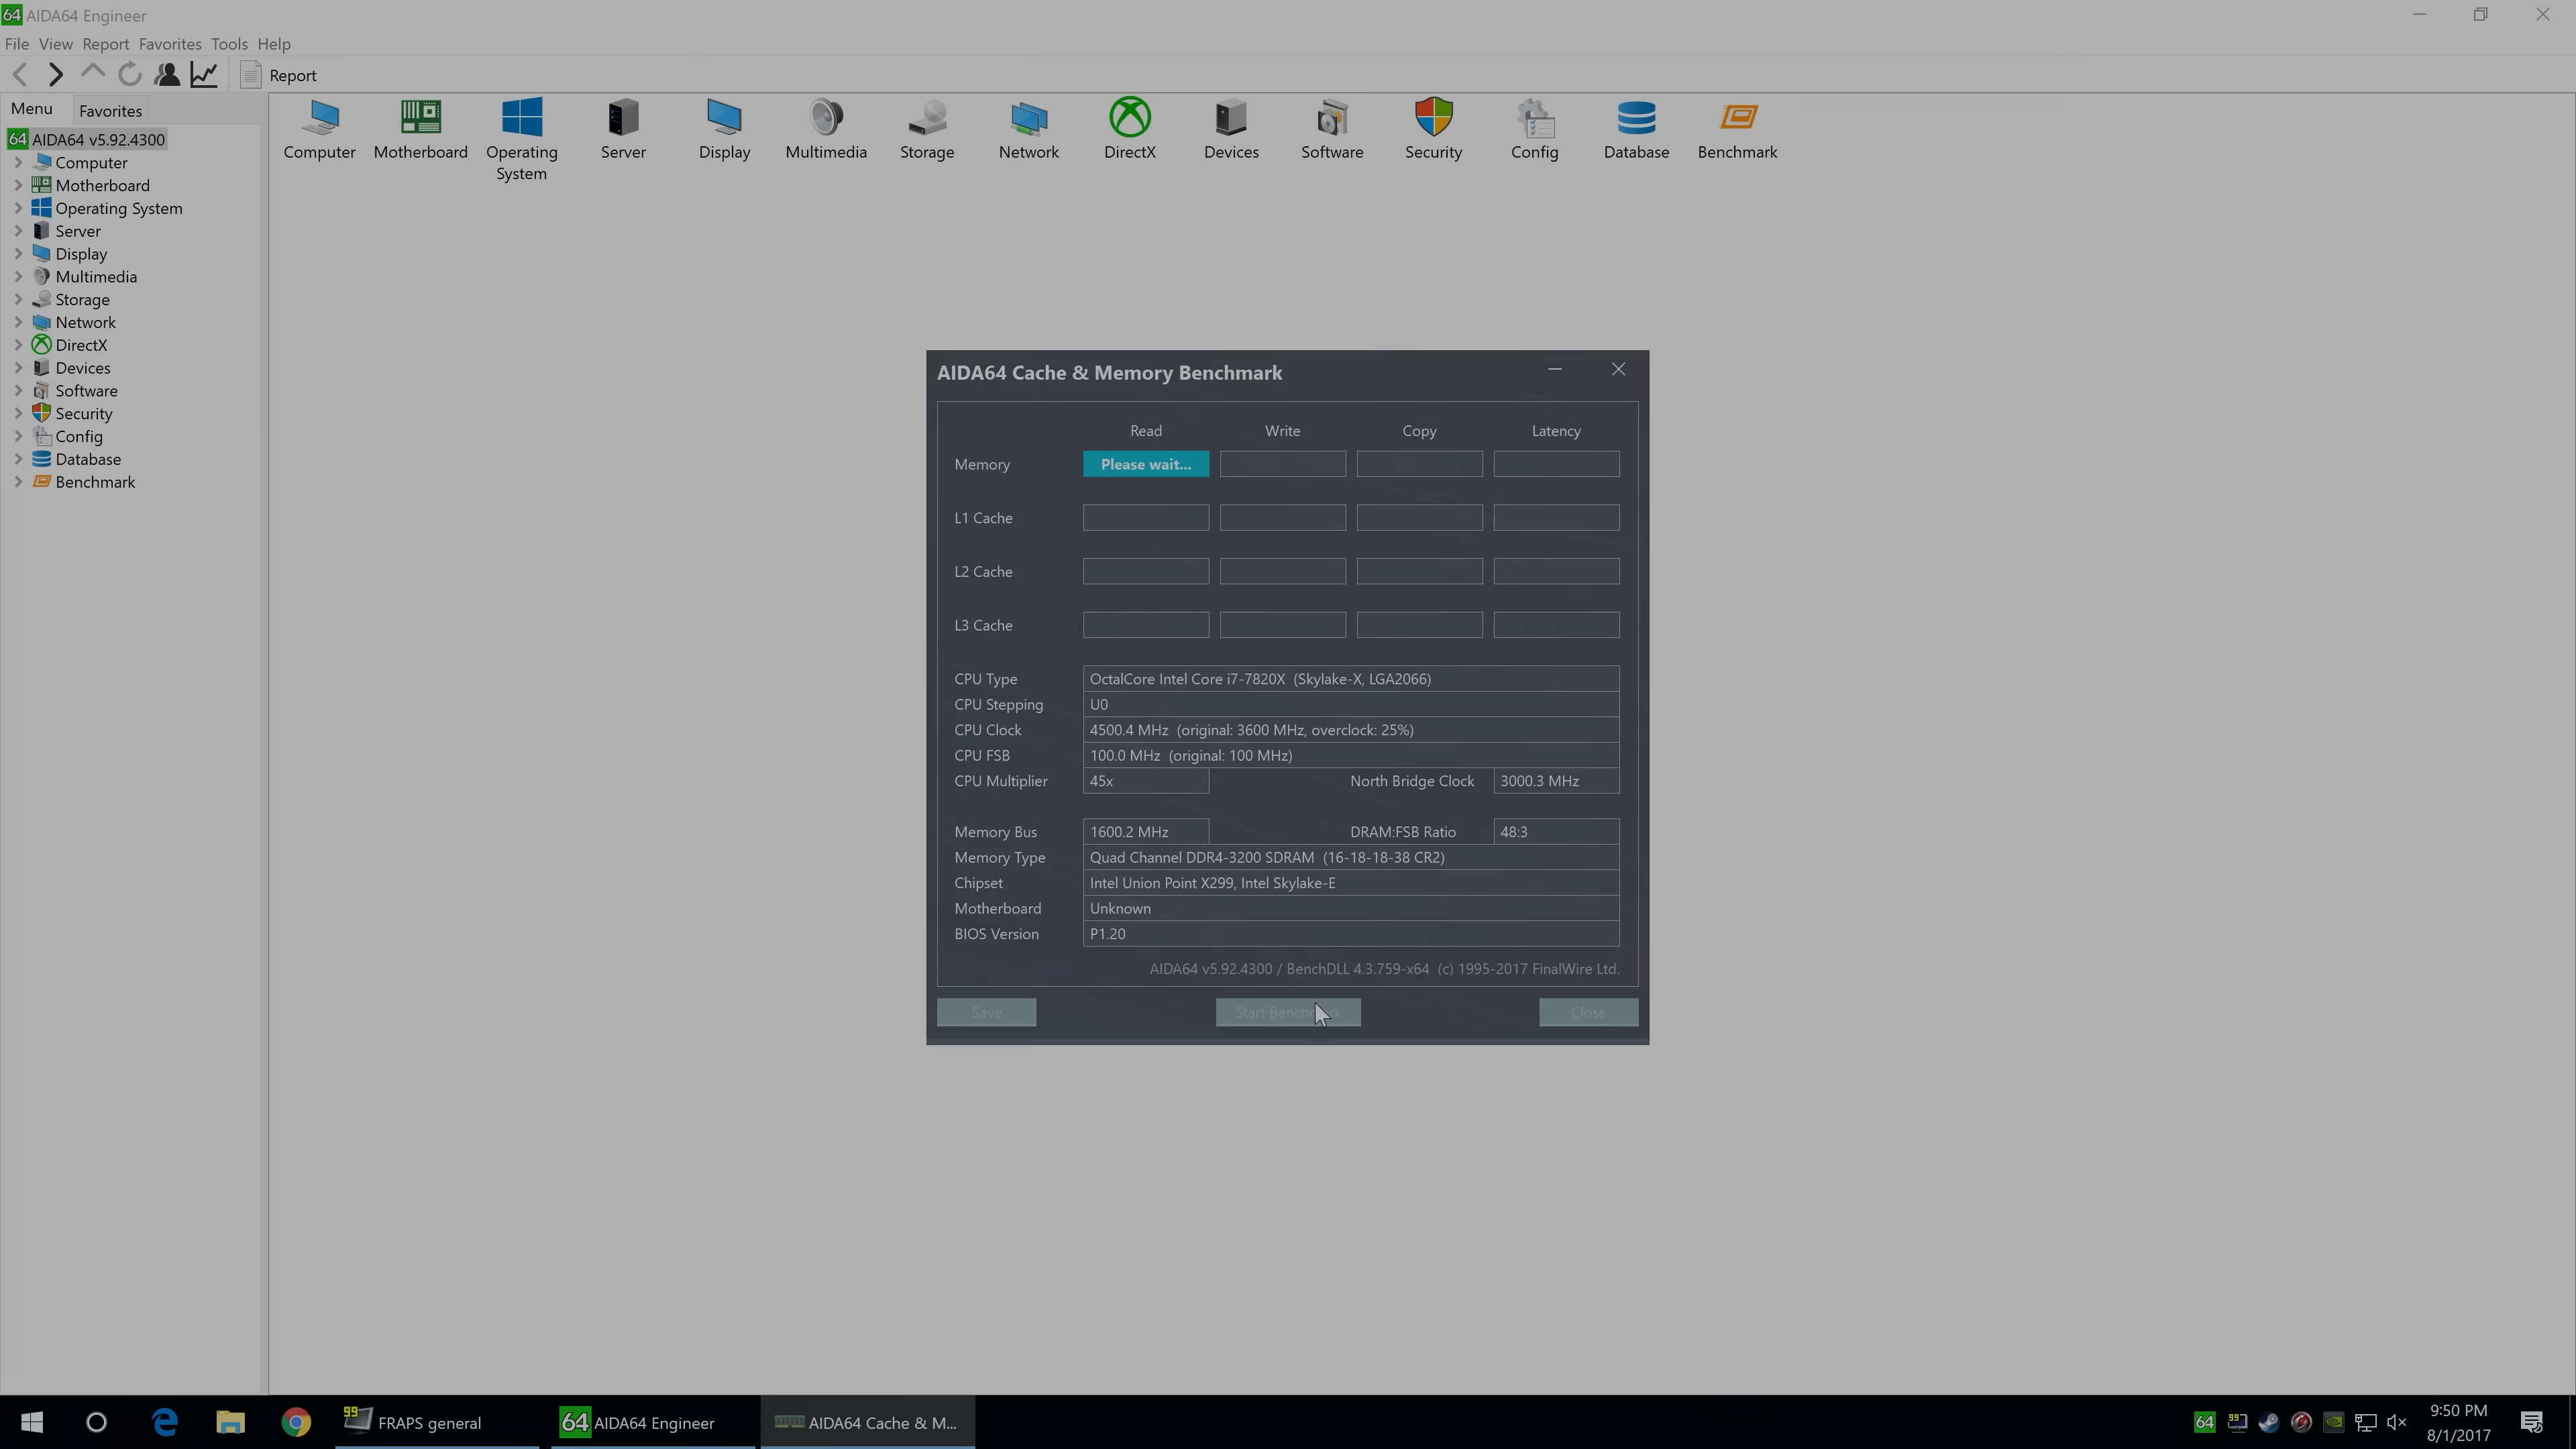 64 AIDA64 Engineer
File View Report Favorites Tools Help
Report
Menu Favorites
64 AIDA64 v5.92.4300
Computer
Motherboard
Operating System
Server
Display
Multimedia
Storage
Network
DirectX
Devices
Software
Security
Config
Database
Benchmark
Computer Motherboard Operating System Server Display Multimedia Storage Network DirectX Devices Software Security Config Database Benchmark
AIDA64 Cache & Memory Benchmark
Read Write Copy Latency
Memory Please wait...
L1 Cache
L2 Cache
L3 Cache
CPU Type OctalCore Intel Core i7-7820X (Skylake-X, LGA2066)
CPU Stepping U0
CPU Clock 4500.4 MHz (original: 3600 MHz, overclock: 25%)
CPU FSB 100.0 MHz (original: 100 MHz)
CPU Multiplier 45x North Bridge Clock 3000.3 MHz
Memory Bus 1600.2 MHz DRAM:FSB Ratio 48:3
Memory Type Quad Channel DDR4-3200 SDRAM (16-18-18-38 CR2)
Chipset Intel Union Point X299, Intel Skylake-E
Motherboard Unknown
BIOS Version P1.20
AIDA64 v5.92.4300 / BenchDLL 4.3.759-x64 (c) 1995-2017 FinalWire Ltd.
Save Start Benchmark Close
99 FRAPS general 64 AIDA64 Engineer AIDA64 Cache & M... 64 99 9:50 PM
8/1/2017